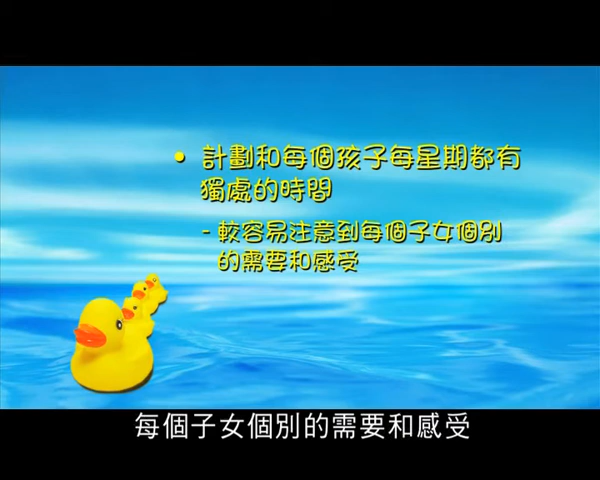 • 計劃和每個孩子每星期都有
獨處的時間
- 較容易注意到每個子女個別
的需要和感受
每個子女個別的需要和感受